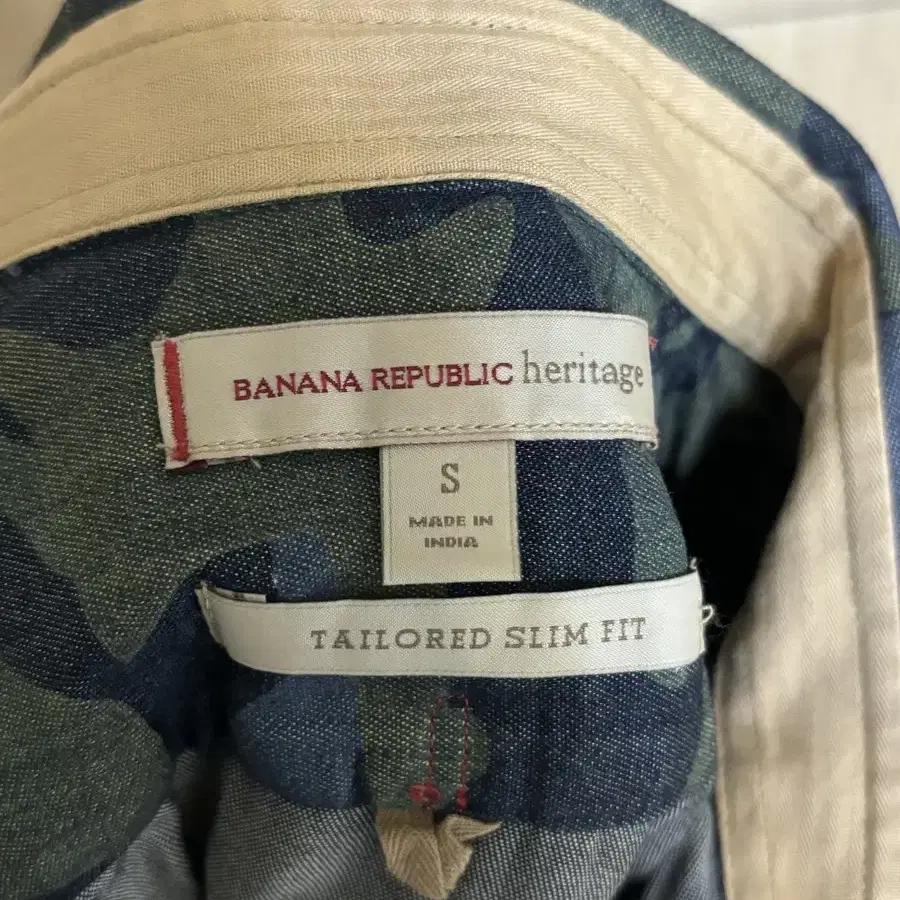 BANANA REPUBLIC heritage
S
MADE IN
INDIA
TAILORED SLIM FIT